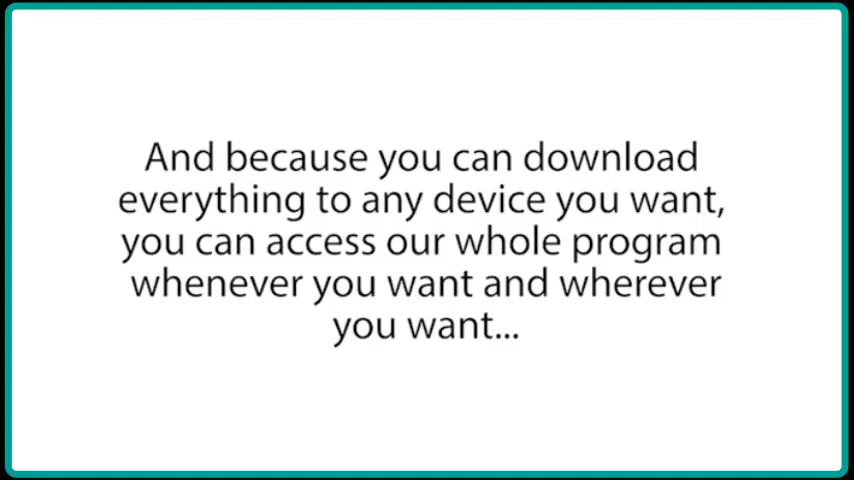 And because you can download
everything to any device you want,
you can access our whole program
whenever you want and wherever
you want...